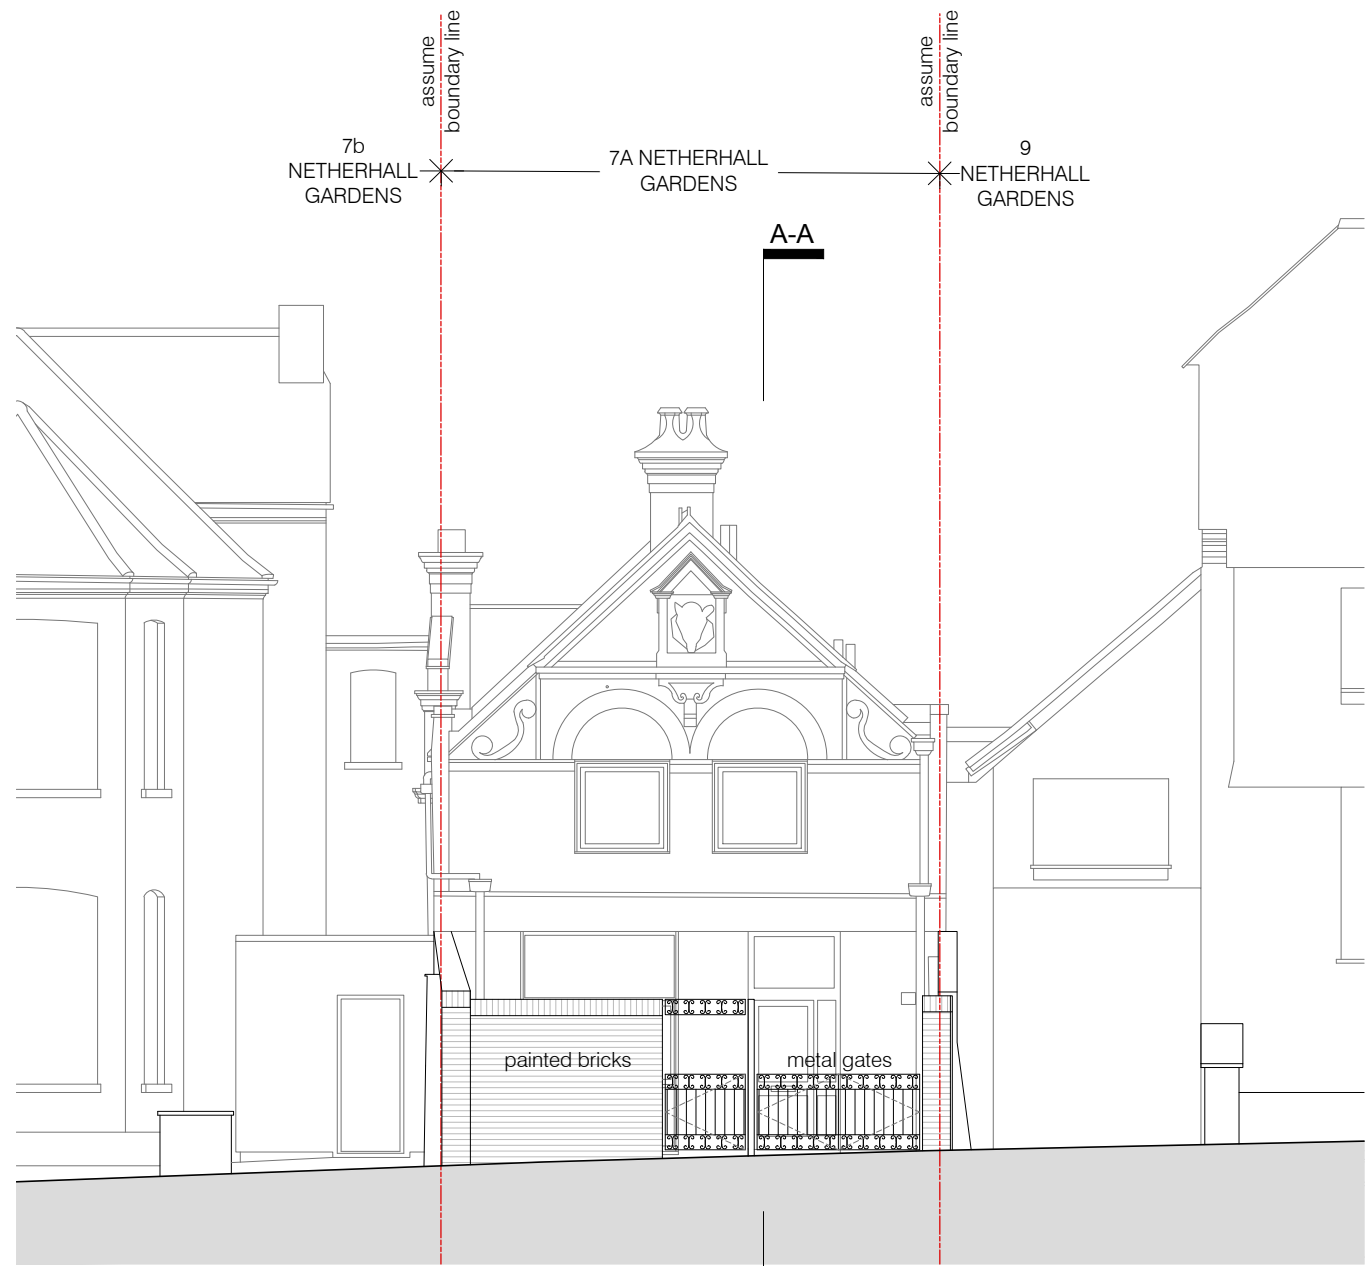 assume
boundary line
assume
boundary line
7b
NETHERHALL
GARDENS
7A NETHERHALL
GARDENS
9
NETHERHALL
GARDENS
A-A
painted bricks
metal gates